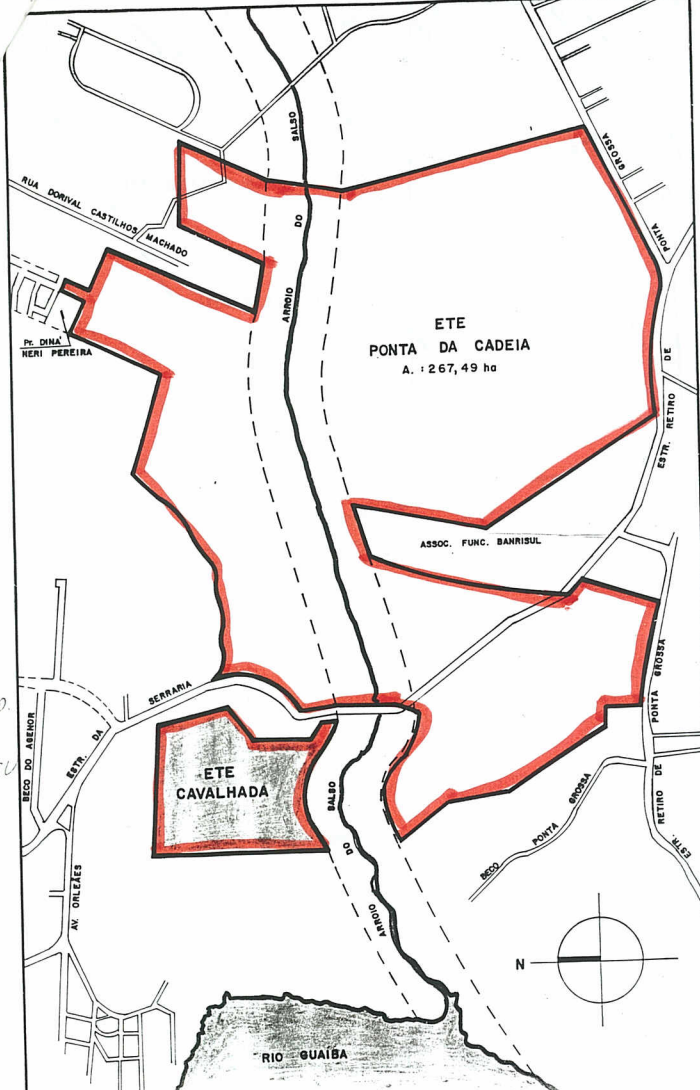 SALSO
DO
ARROIO
GROSSA
PONTA
DE
ESTR. RETIRO
RUA DORIVAL CASTILHOS MACHADO
Pr. DINA'
NERI PEREIRA
ETE
PONTA DA CADEIA
A. : 267,49 ha
ASSOC. FUNC. BANRISUL
SERRARIA
ESTR. DA
BECO DO AGENOR
AV. ORLEÃES
ETE
CAVALHADA
SALSO
DO
ARROIO
PONTA GROSSA
RETIRO DE
ESTR.
BECO PONTA GROSSA
N
RIO GUAÍBA